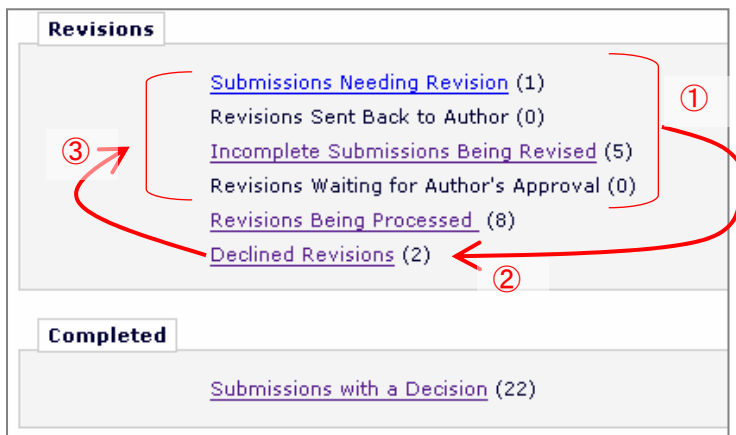 Revisions
Submissions Needing Revision (1)
①
Revisions Sent Back to Author (0)
③
Incomplete Submissions Being Revised (5)
Revisions Waiting for Author's Approval (0)
Revisions Being Processed (8)
Declined Revisions (2)
②
Completed
Submissions with a Decision (22)